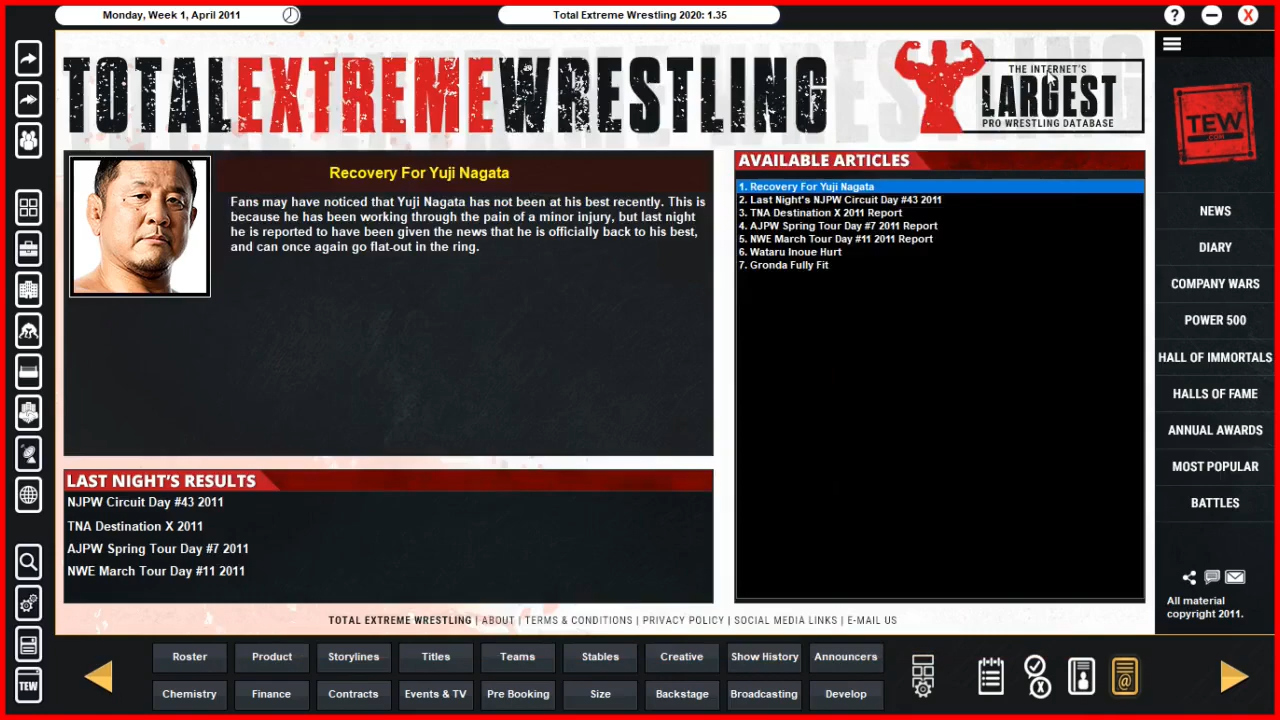 Monday, Week 1, April 2011
Total Extreme Wrestling 2020: 1.35
? X
TOTALEXTREMEWRESTLING
THE INTERNET'S
LARGEST
PRO WRESTLING DATABASE
TEW
.COM
Recovery For Yuji Nagata
Fans may have noticed that Yuji Nagata has not been at his best recently. This is
because he has been working through the pain of a minor injury, but last night
he is reported to have been given the news that he is officially back to his best,
and can once again go flat-out in the ring.
AVAILABLE ARTICLES
1. Recovery For Yuji Nagata
2. Last Night's NJPW Circuit Day #43 2011
3. TNA Destination X 2011 Report
4. AJPW Spring Tour Day #7 2011 Report
5. NWE March Tour Day #11 2011 Report
6. Wataru Inoue Hurt
7. Gronda Fully Fit
NEWS
DIARY
COMPANY WARS
POWER 500
HALL OF IMMORTALS
HALLS OF FAME
ANNUAL AWARDS
MOST POPULAR
BATTLES
LAST NIGHT'S RESULTS
NJPW Circuit Day #43 2011
TNA Destination X 2011
AJPW Spring Tour Day #7 2011
NWE March Tour Day #11 2011
All material
copyright 2011.
TOTAL EXTREME WRESTLING | ABOUT | TERMS & CONDITIONS | PRIVACY POLICY | SOCIAL MEDIA LINKS | E-MAIL US
Roster Product Storylines Titles Teams Stables Creative Show History Announcers
Chemistry Finance Contracts Events & TV Pre Booking Size Backstage Broadcasting Develop
TEW
@